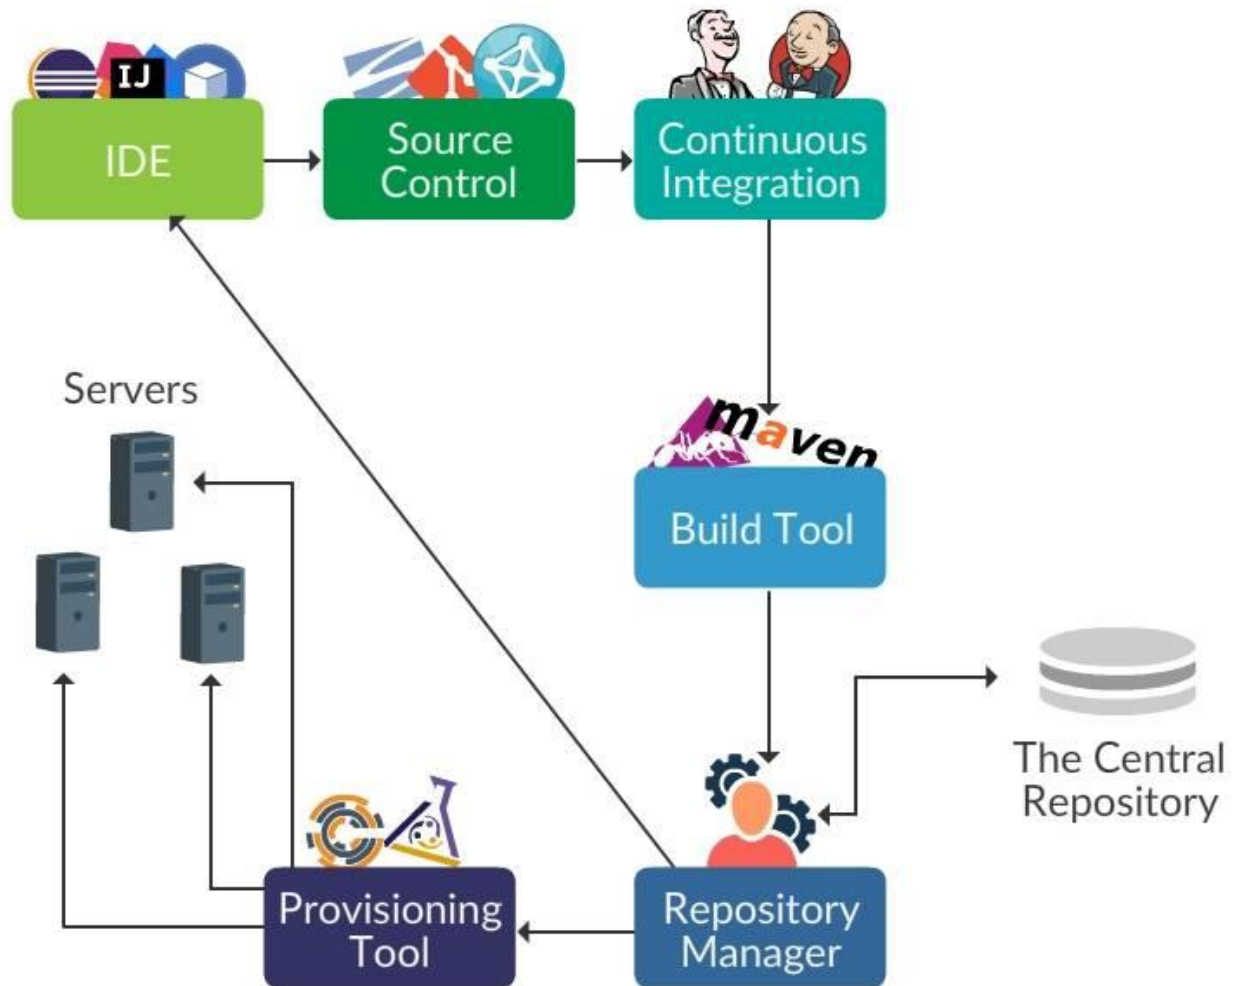 IJ
IDE
Source
Control
Continuous
Integration
Servers
maven
Build Tool
The Central
Repository
Provisioning
Tool
Repository
Manager